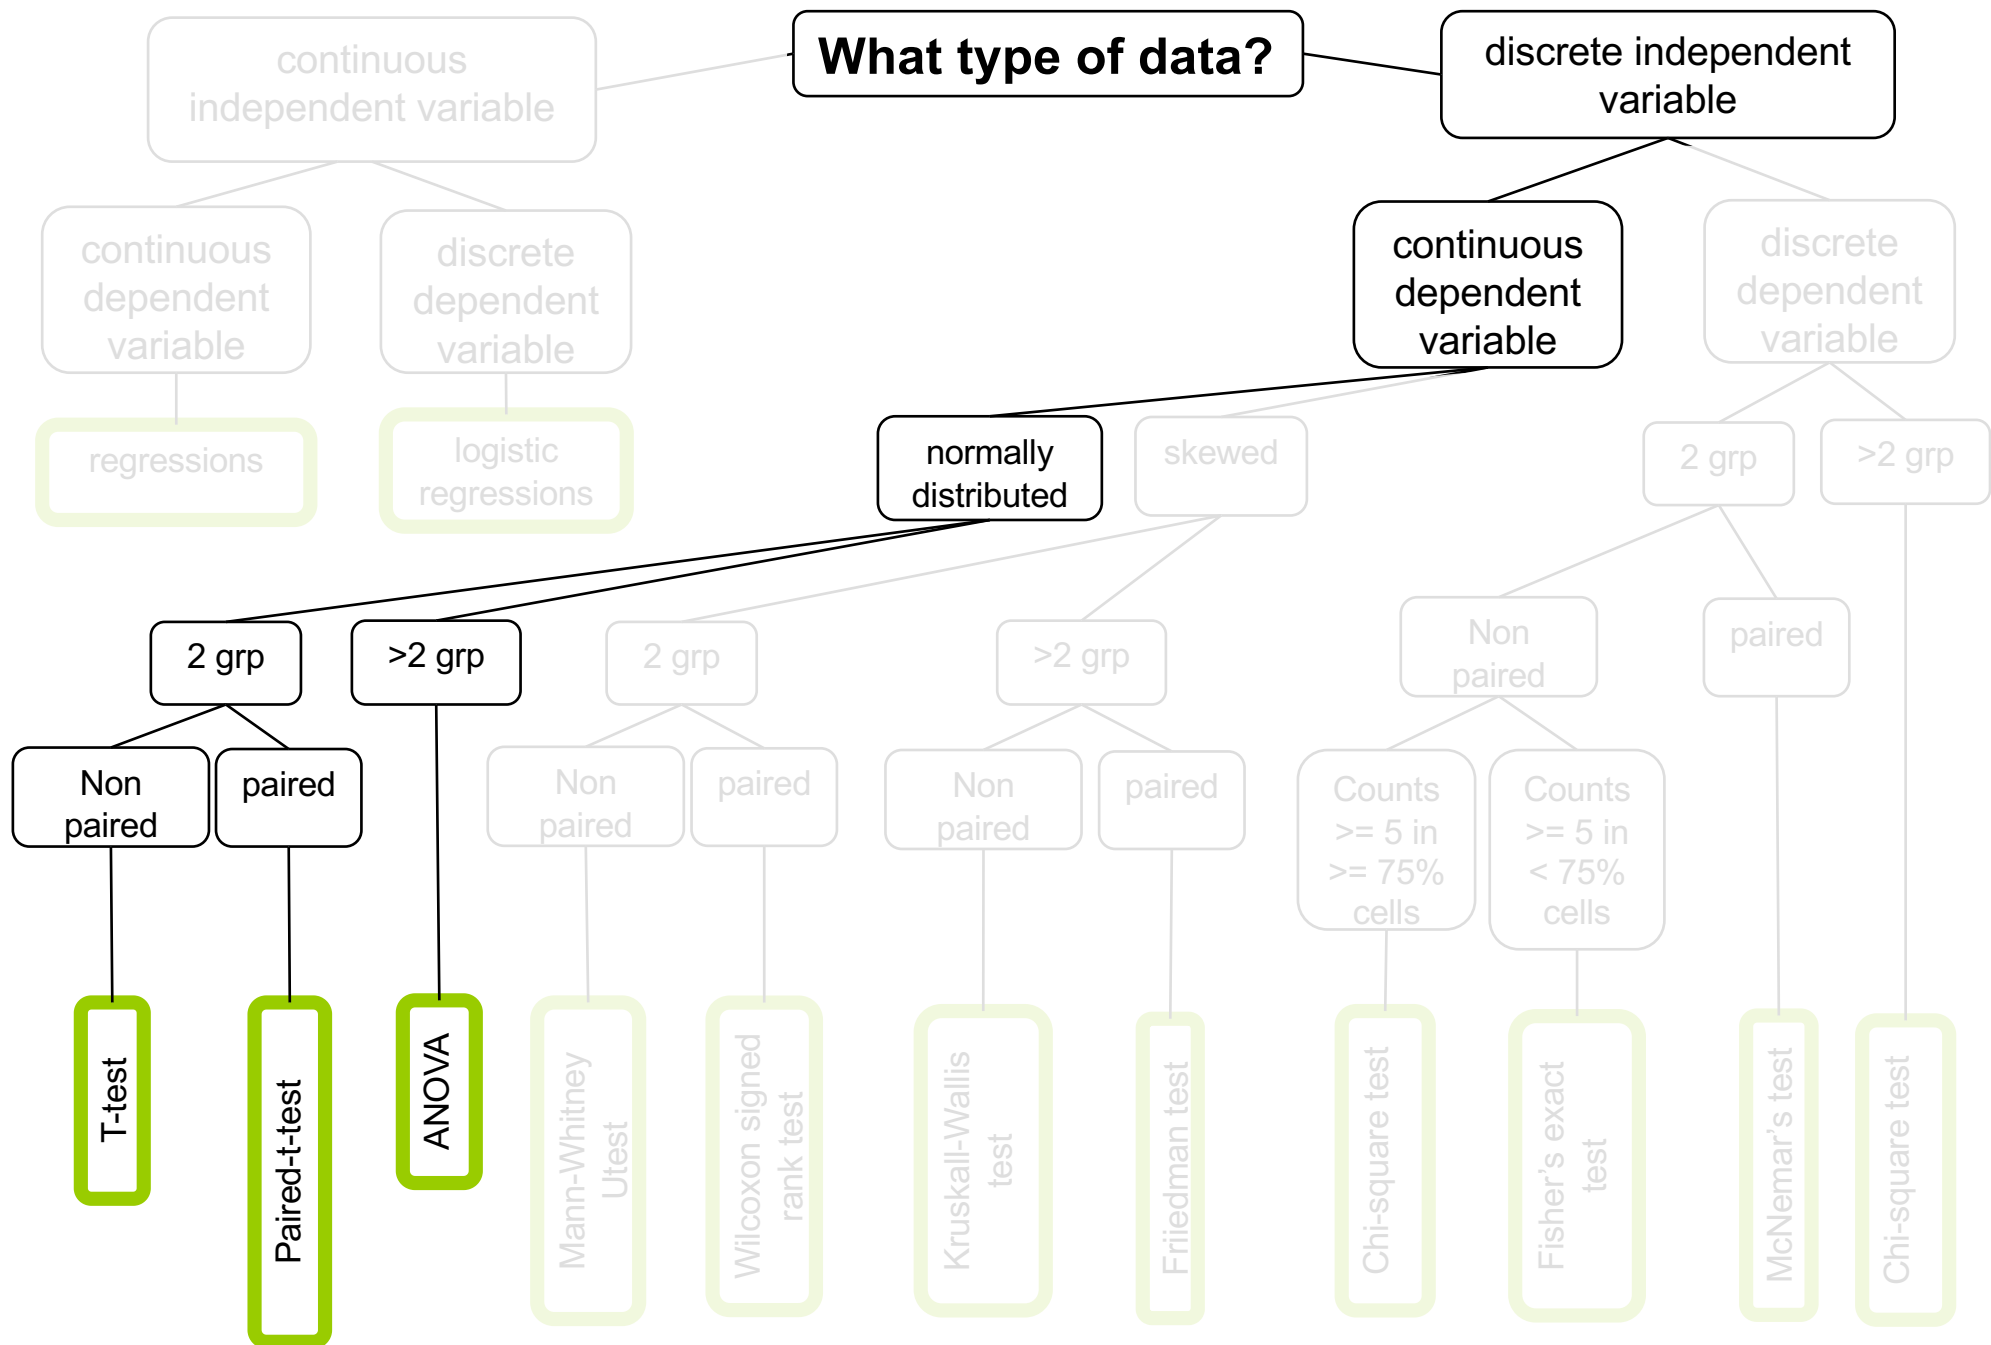 What type of data?
continuous
independent variable
discrete independent
variable
continuous
dependent
variable
discrete
dependent
variable
continuous
dependent
variable
discrete
dependent
variable
regressions
logistic
regressions
normally
distributed
skewed
2 grp
>2 grp
2 grp
>2 grp
2 grp
>2 grp
Non
paired
paired
Non
paired
paired
Non
paired
paired
Non
paired
paired
Counts
>= 5 in
>= 75%
cells
Counts
>= 5 in
< 75%
cells
T-test
Paired-t-test
ANOVA
Mann-Whitney
Utest
Wilcoxon signed
rank test
Kruskall-Wallis
test
Friiedman test
Chi-square test
Fisher’s exact
test
McNemar’s test
Chi-square test